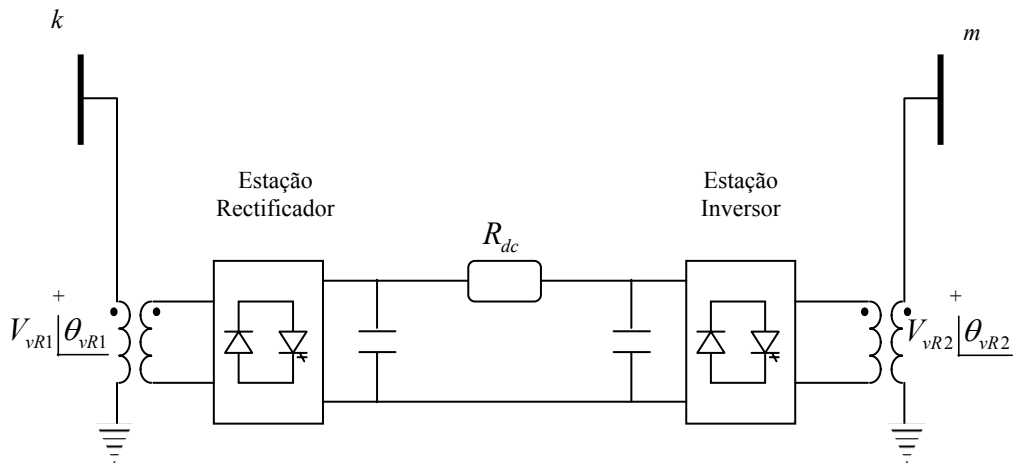 k
m
Estação
Rectificador
Estação
Inversor
R_dc
+
V_vR1 θ_vR1
+
V_vR2 θ_vR2